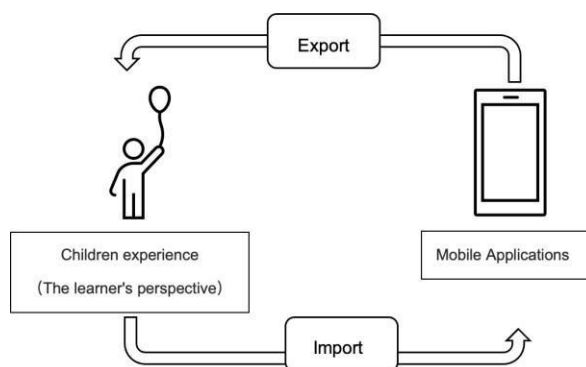 Export
Children experience
(The learner's perspective)
Mobile Applications
Import